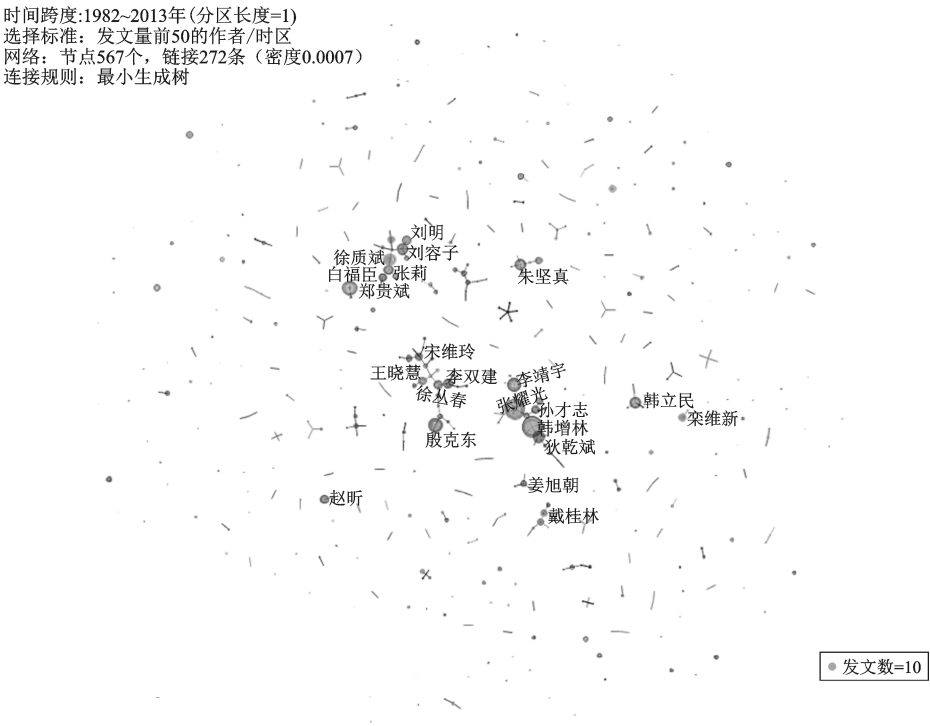 时间跨度:1982~2013年(分区长度=1)
选择标准：发文量前50的作者/时区
网络：节点567个，链接272条（密度0.0007）
连接规则：最小生成树
刘明
刘容子
徐质斌
白福臣
张莉
郑贵斌
朱坚真
宋维玲
王晓慧
李双建
徐丛春
殷克东
李靖宇
张耀光
孙才志
韩增林
狄乾斌
韩立民
栾维新
姜旭朝
赵昕
戴桂林
发文数=10